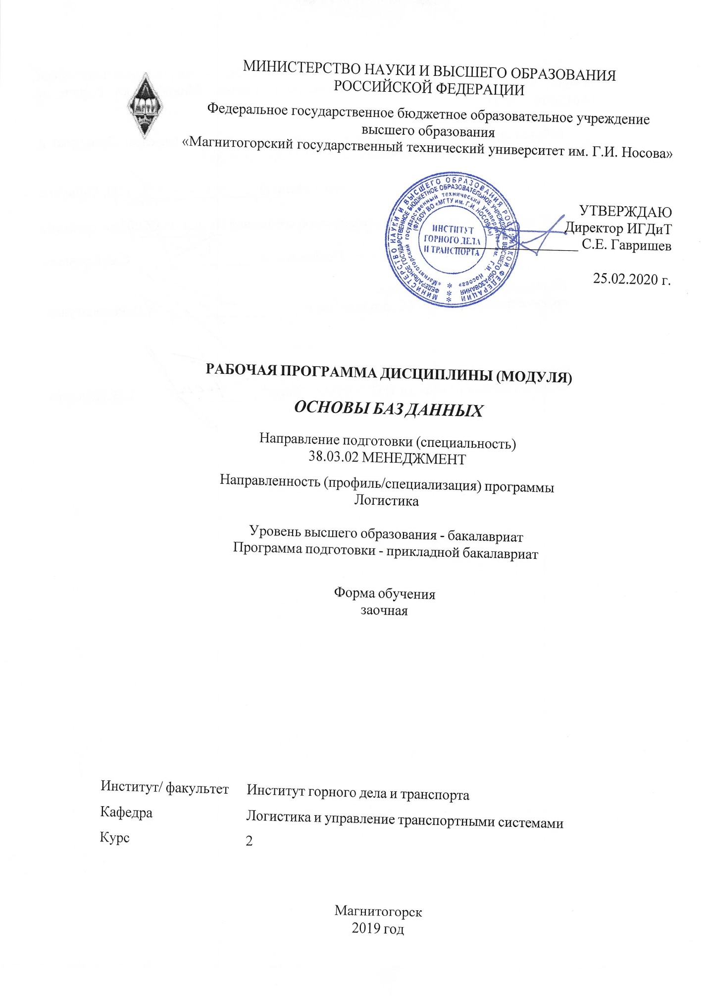 МИНИСТЕРСТВО НАУКИ И ВЫСШЕГО ОБРАЗОВАНИЯ
РОССИЙСКОЙ ФЕДЕРАЦИИ
Федеральное государственное бюджетное образовательное учреждение
высшего образования
«Магнитогорский государственный технический университет им. Г.И. Носова»
МГТУ
МИНИСТЕРСТВО НАУКИ И ВЫСШЕГО ОБРАЗОВАНИЯ РОССИЙСКОЙ ФЕДЕРАЦИИ
ФЕДЕРАЛЬНОЕ ГОСУДАРСТВЕННОЕ БЮДЖЕТНОЕ ОБРАЗОВАТЕЛЬНОЕ УЧРЕЖДЕНИЕ ВЫСШЕГО ОБРАЗОВАНИЯ
«Магнитогорский государственный технический университет им. Г.И. Носова»
(ФГБОУ ВО «МГТУ им. Г.И. НОСОВА»)
ИНСТИТУТ
ГОРНОГО ДЕЛА
И ТРАНСПОРТА
УТВЕРЖДАЮ
Директор ИГДиТ
С.Е. Гавришев
25.02.2020 г.
РАБОЧАЯ ПРОГРАММА ДИСЦИПЛИНЫ (МОДУЛЯ)
ОСНОВЫ БАЗ ДАННЫХ
Направление подготовки (специальность)
38.03.02 МЕНЕДЖМЕНТ
Направленность (профиль/специализация) программы
Логистика
Уровень высшего образования - бакалавриат
Программа подготовки - прикладной бакалавриат
Форма обучения
заочная
Институт/ факультет Институт горного дела и транспорта
Кафедра Логистика и управление транспортными системами
Курс 2
Магнитогорск
2019 год